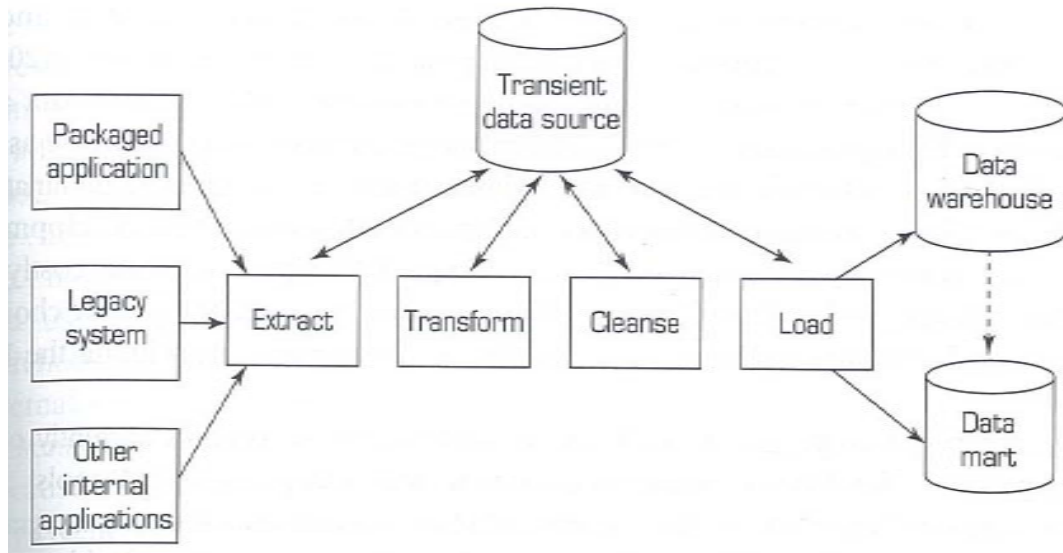 Transient
data source
Packaged
application
Data
warehouse
Legacy
system
Extract
Transform
Cleanse
Load
Other
internal
applications
Data
mart